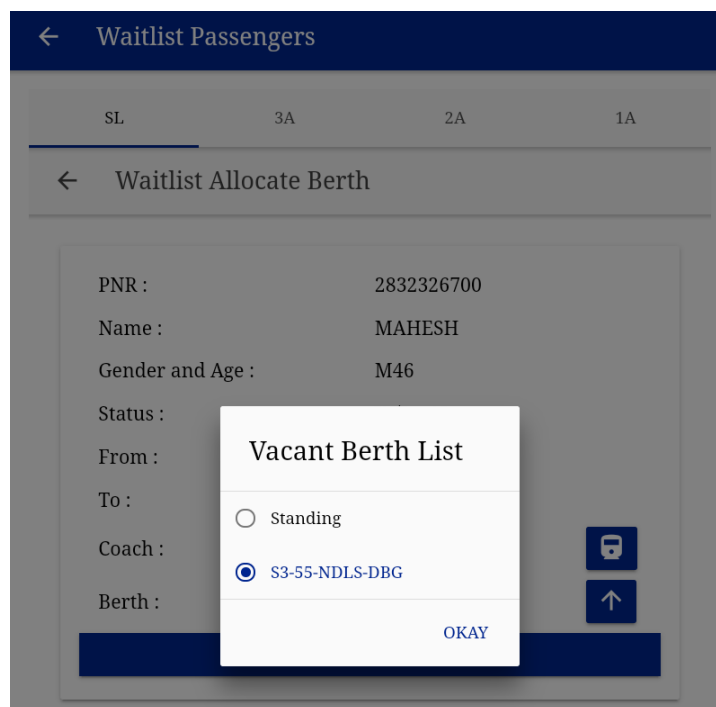 Waitlist Passengers
SL 3A 2A 1A
Waitlist Allocate Berth
PNR : 2832326700
Name : MAHESH
Gender and Age : M46
Status :
From :
To :
Coach :
Berth :
Vacant Berth List
Standing
S3-55-NDLS-DBG
OKAY